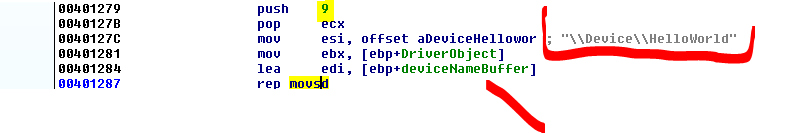 00401279 push 9
0040127B pop ecx
0040127C mov esi, offset aDeviceHellowor ; "\\Device\\HelloWorld"
00401281 mov ebx, [ebp+DriverObject]
00401284 lea edi, [ebp+deviceNameBuffer]
00401287 rep movsd